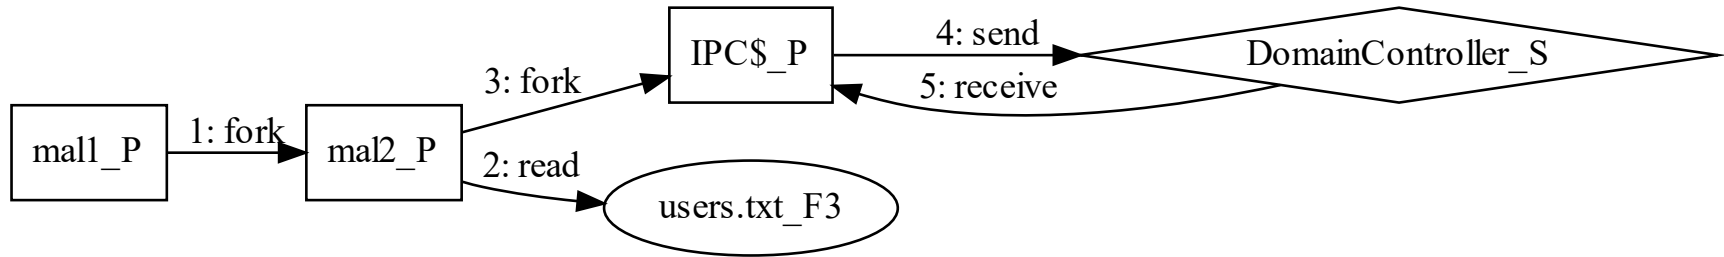 mal1_P
1: fork
mal2_P
3: fork
2: read
IPC$_P
users.txt_F3
4: send
5: receive
DomainController_S